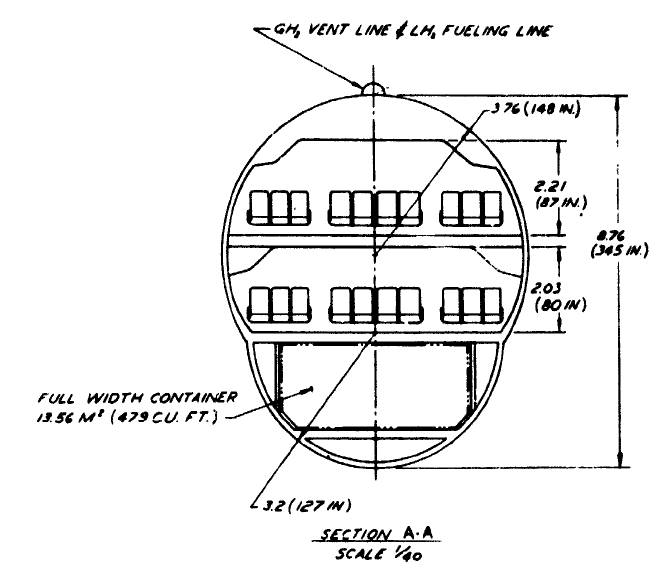 GH₂ VENT LINE ₵ LH₂ FUELING LINE
3.76 (148 IN.)
2.21
(87 IN.)
8.76
(345 IN.)
2.03
(80 IN)
FULL WIDTH CONTAINER
13.56 M³ (479 CU. FT.)
3.2 (127 IN)
SECTION A-A
SCALE 1/40